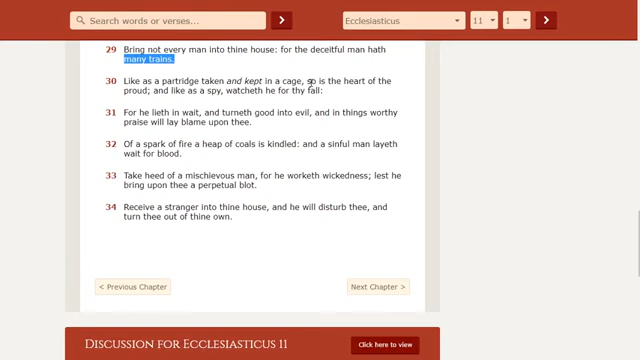 Search words or verses...
Ecclesiasticus
11
1
29 Bring not every man into thine house: for the deceitful man hath
many trains.
30 Like as a partridge taken and kept in a cage, so is the heart of the
proud; and like as a spy, watcheth he for thy fall:
31 For he lieth in wait, and turneth good into evil, and in things worthy
praise will lay blame upon thee.
32 Of a spark of fire a heap of coals is kindled: and a sinful man layeth
wait for blood.
33 Take heed of a mischievous man, for he worketh wickedness; lest he
bring upon thee a perpetual blot.
34 Receive a stranger into thine house, and he will disturb thee, and
turn thee out of thine own.
< Previous Chapter
Next Chapter >
Discussion for Ecclesiasticus 11
Click here to view